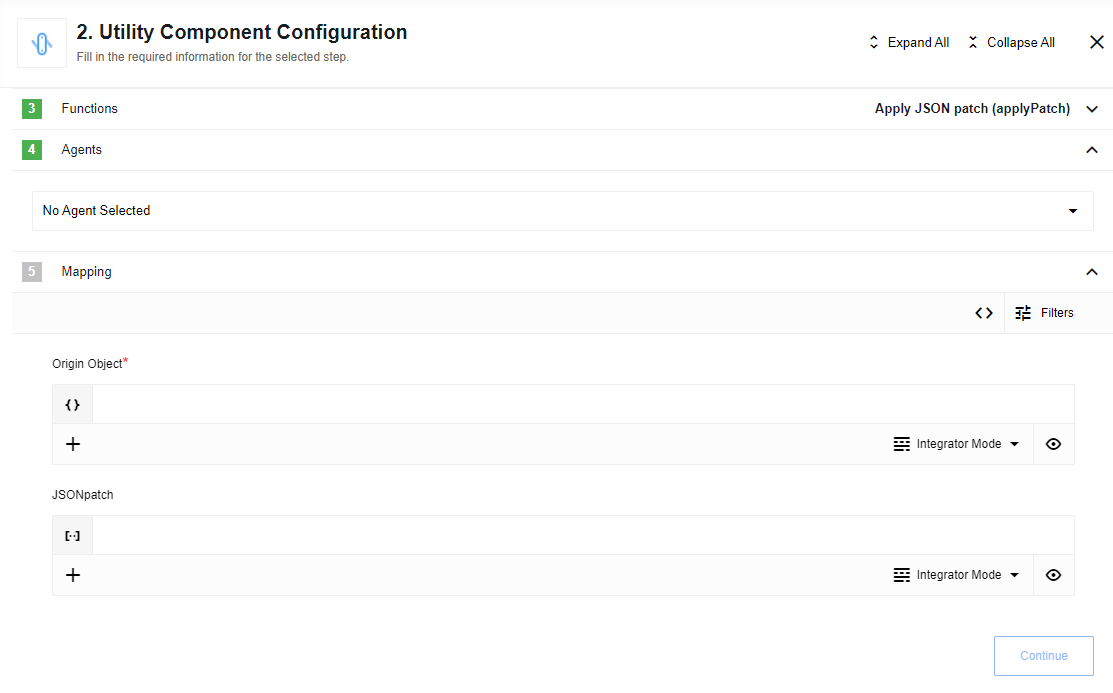 2. Utility Component Configuration
Fill in the required information for the selected step.
Expand All
Collapse All
3 Functions
Apply JSON patch (applyPatch)
4 Agents
No Agent Selected
5 Mapping
Filters
Origin Object*
{}
Integrator Mode
JSONpatch
[··]
Integrator Mode
Continue